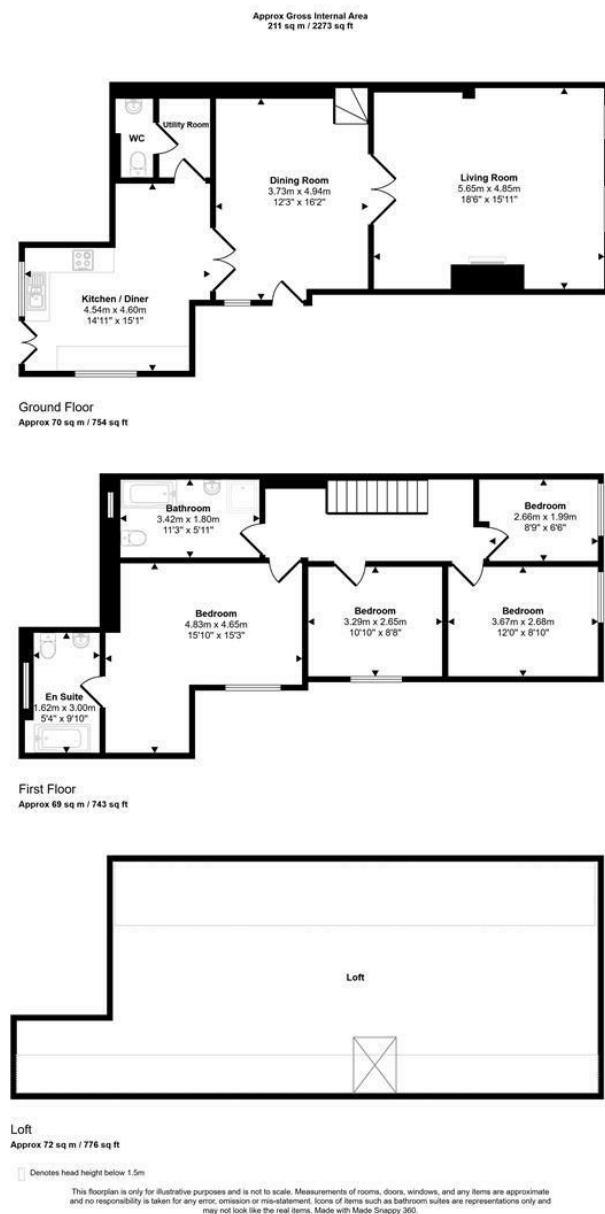 Approx Gross Internal Area
211 sq m / 2273 sq ft
WC
Utility Room
Dining Room
3.73m x 4.94m
12'3" x 16'2"
Living Room
5.65m x 4.85m
18'6" x 15'11"
Kitchen / Diner
4.54m x 4.60m
14'11" x 15'1"
Ground Floor
Approx 70 sq m / 754 sq ft
Bathroom
3.42m x 1.80m
11'3" x 5'11"
Bedroom
2.66m x 1.99m
8'9" x 6'6"
Bedroom
4.83m x 4.65m
15'10" x 15'3"
Bedroom
3.29m x 2.65m
10'10" x 8'8"
Bedroom
3.67m x 2.68m
12'0" x 8'10"
En Suite
1.62m x 3.00m
5'4" x 9'10"
First Floor
Approx 69 sq m / 743 sq ft
Loft
Loft
Approx 72 sq m / 776 sq ft
Denotes head height below 1.5m
This floorplan is only for illustrative purposes and is not to scale. Measurements of rooms, doors, windows, and any items are approximate
and no responsibility is taken for any error, omission or mis-statement. Icons of items such as bathroom suites are representations only and
may not look like the real items. Made with Made Snappy 360.